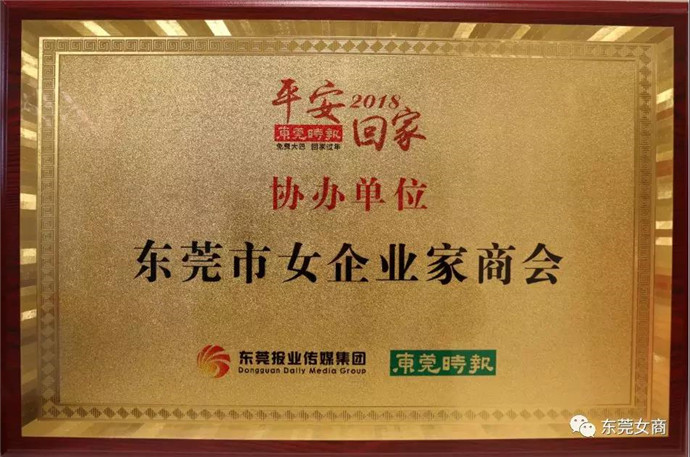 平安2018
回家
東莞時報
免费大巴 回家过年
协办单位
东莞市女企业家商会
东莞报业传媒集团
Dongguan Daily Media Group
東莞時報
东莞女商